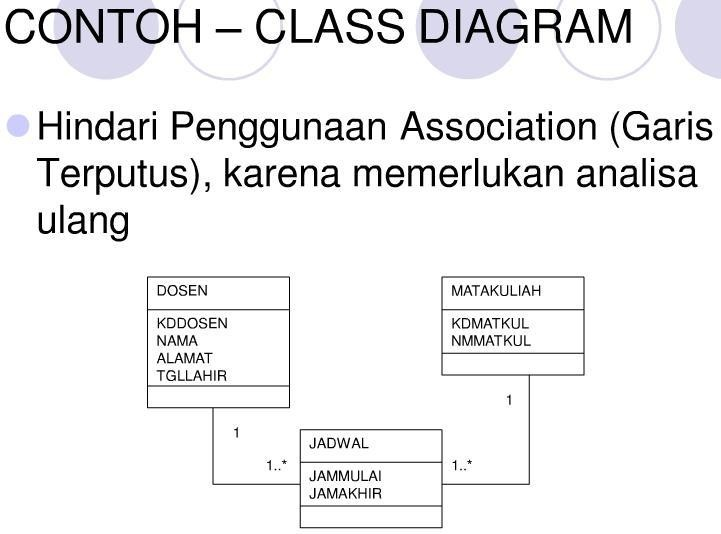 CONTOH – CLASS DIAGRAM
Hindari Penggunaan Association (Garis
Terputus), karena memerlukan analisa
ulang
DOSEN
KDDOSEN
NAMA
ALAMAT
TGLLAHIR
MATAKULIAH
KDMATKUL
NMMATKUL
1
1
1..*
JADWAL
JAMMULAI
JAMAKHIR
1..*